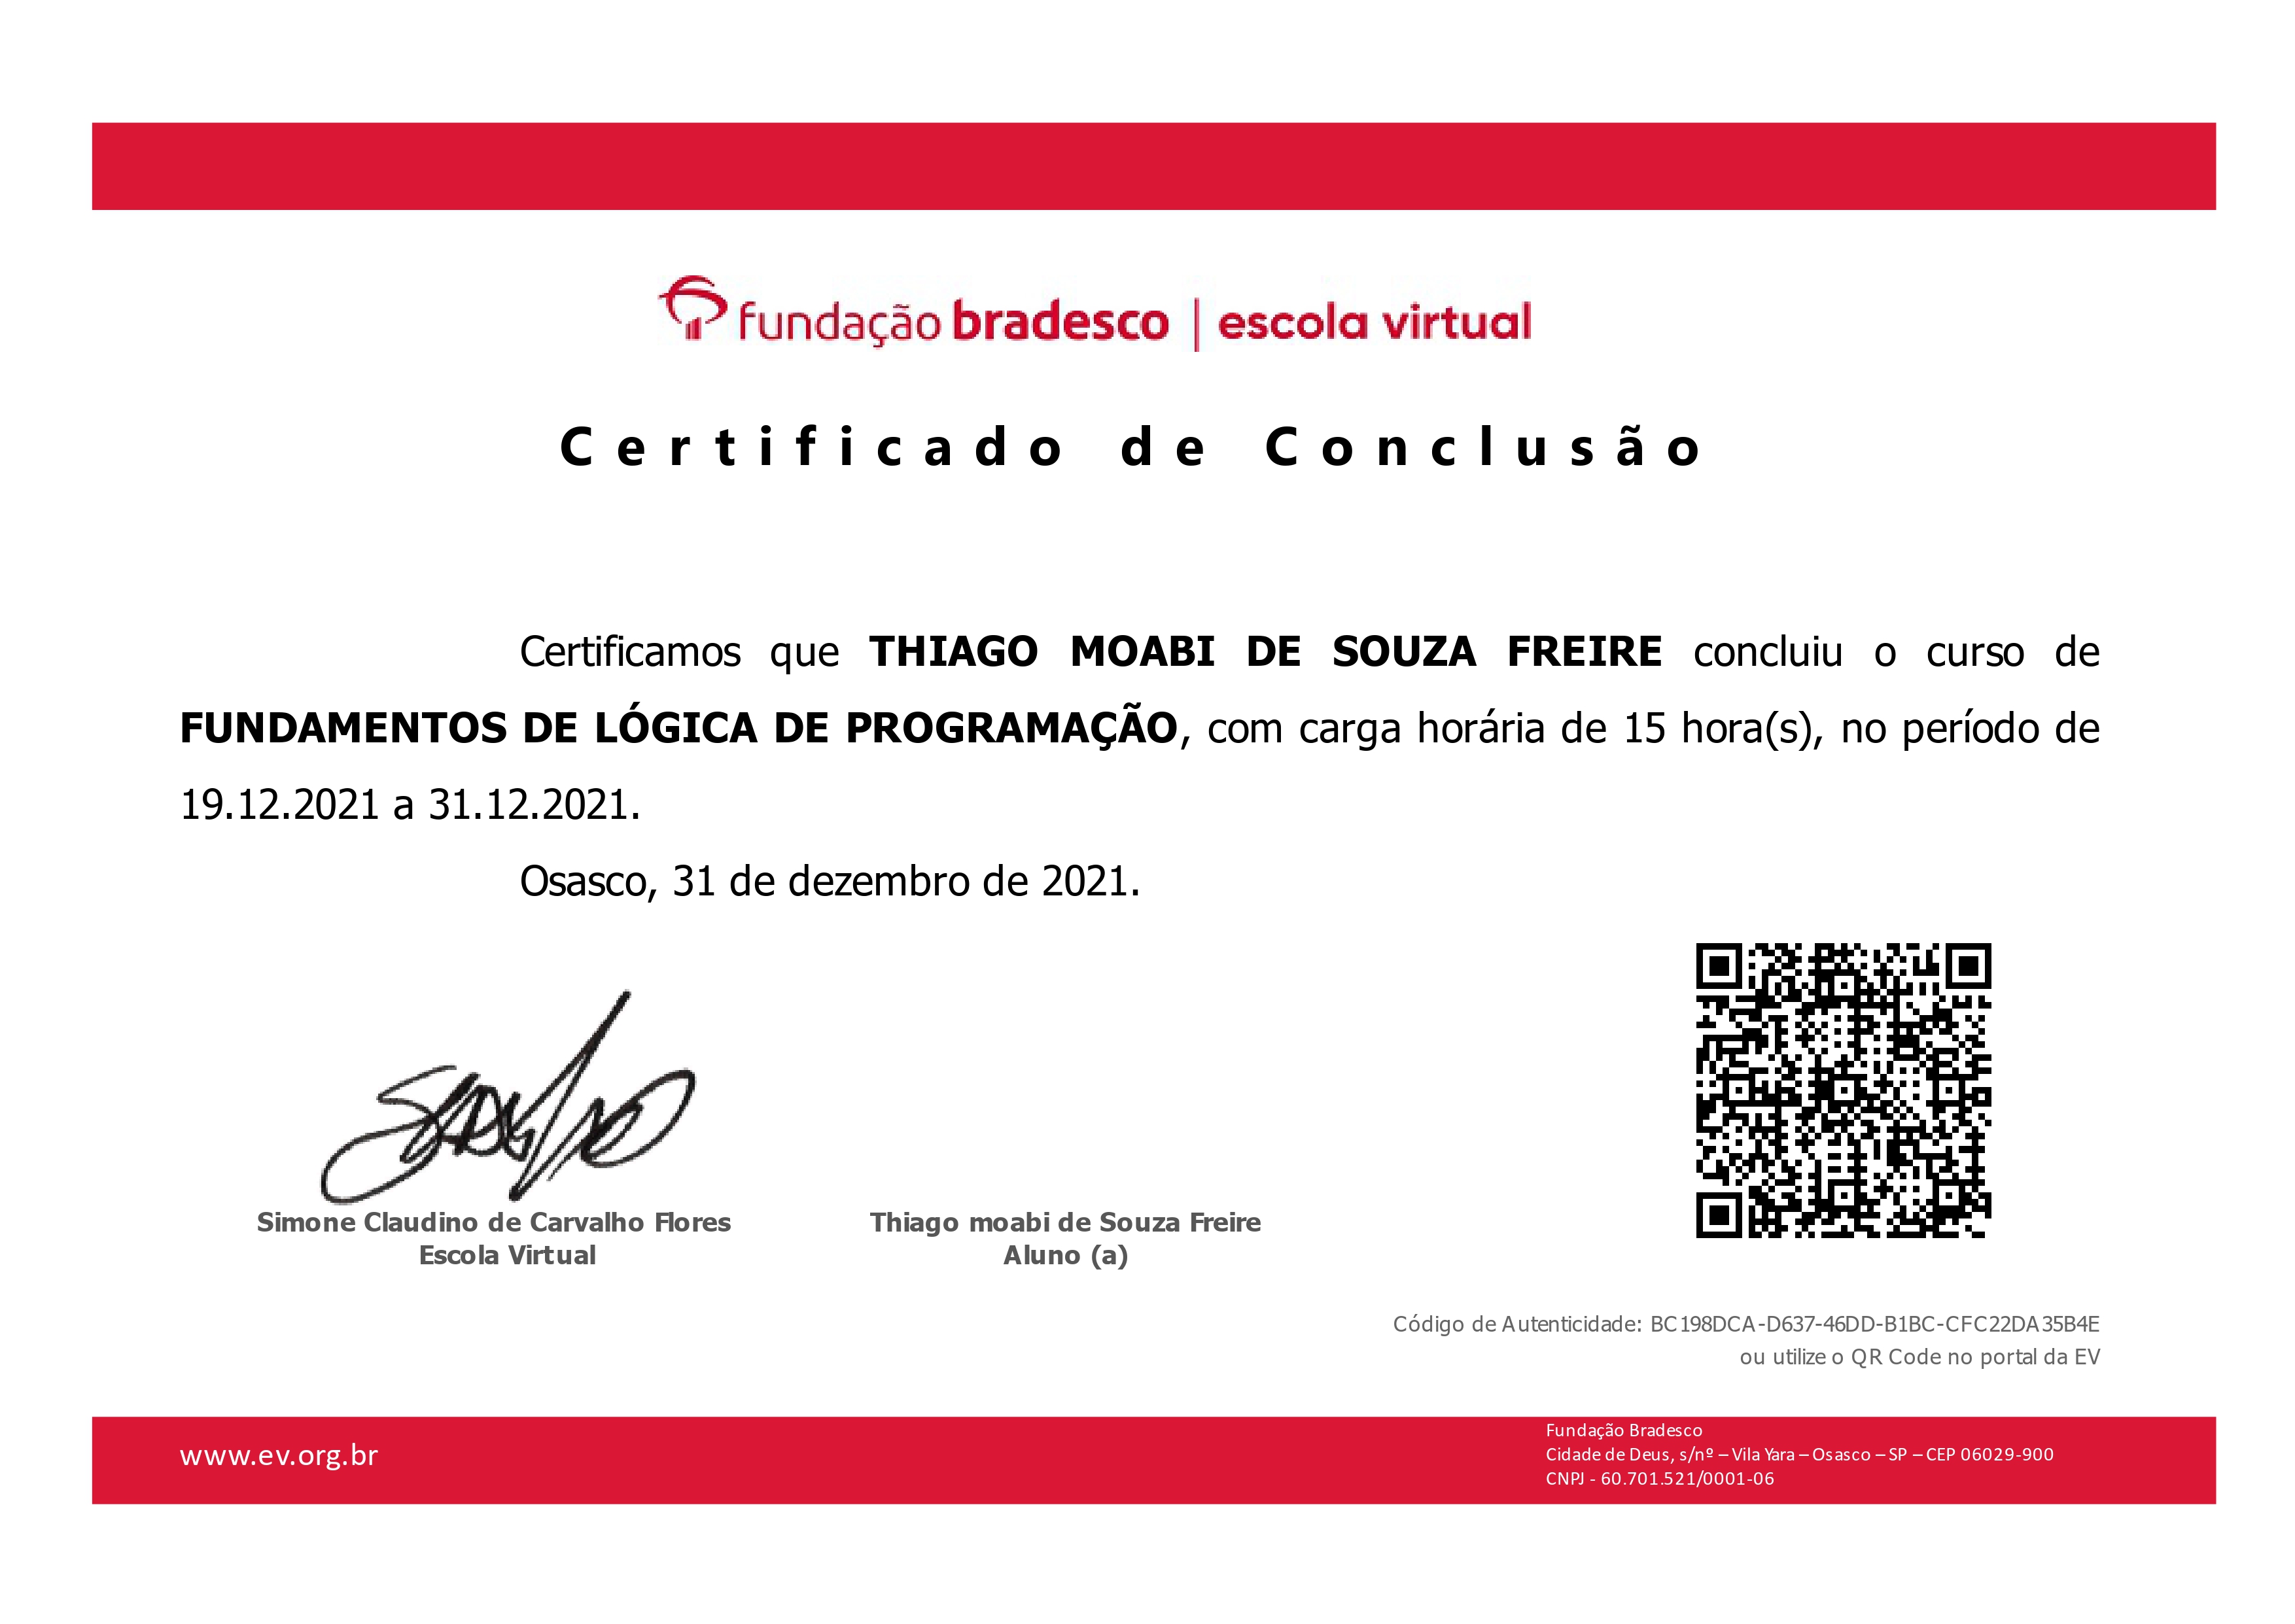 fundação bradesco | escola virtual
Certificado de Conclusão
Certificamos que THIAGO MOABI DE SOUZA FREIRE concluiu o curso de
FUNDAMENTOS DE LÓGICA DE PROGRAMAÇÃO, com carga horária de 15 hora(s), no período de
19.12.2021 a 31.12.2021.
Osasco, 31 de dezembro de 2021.
Simone Claudino de Carvalho Flores
Escola Virtual
Thiago moabi de Souza Freire
Aluno (a)
Código de Autenticidade: BC198DCA-D637-46DD-B1BC-CFC22DA35B4E
ou utilize o QR Code no portal da EV
www.ev.org.br
Fundação Bradesco
Cidade de Deus, s/nº – Vila Yara – Osasco – SP – CEP 06029-900
CNPJ - 60.701.521/0001-06